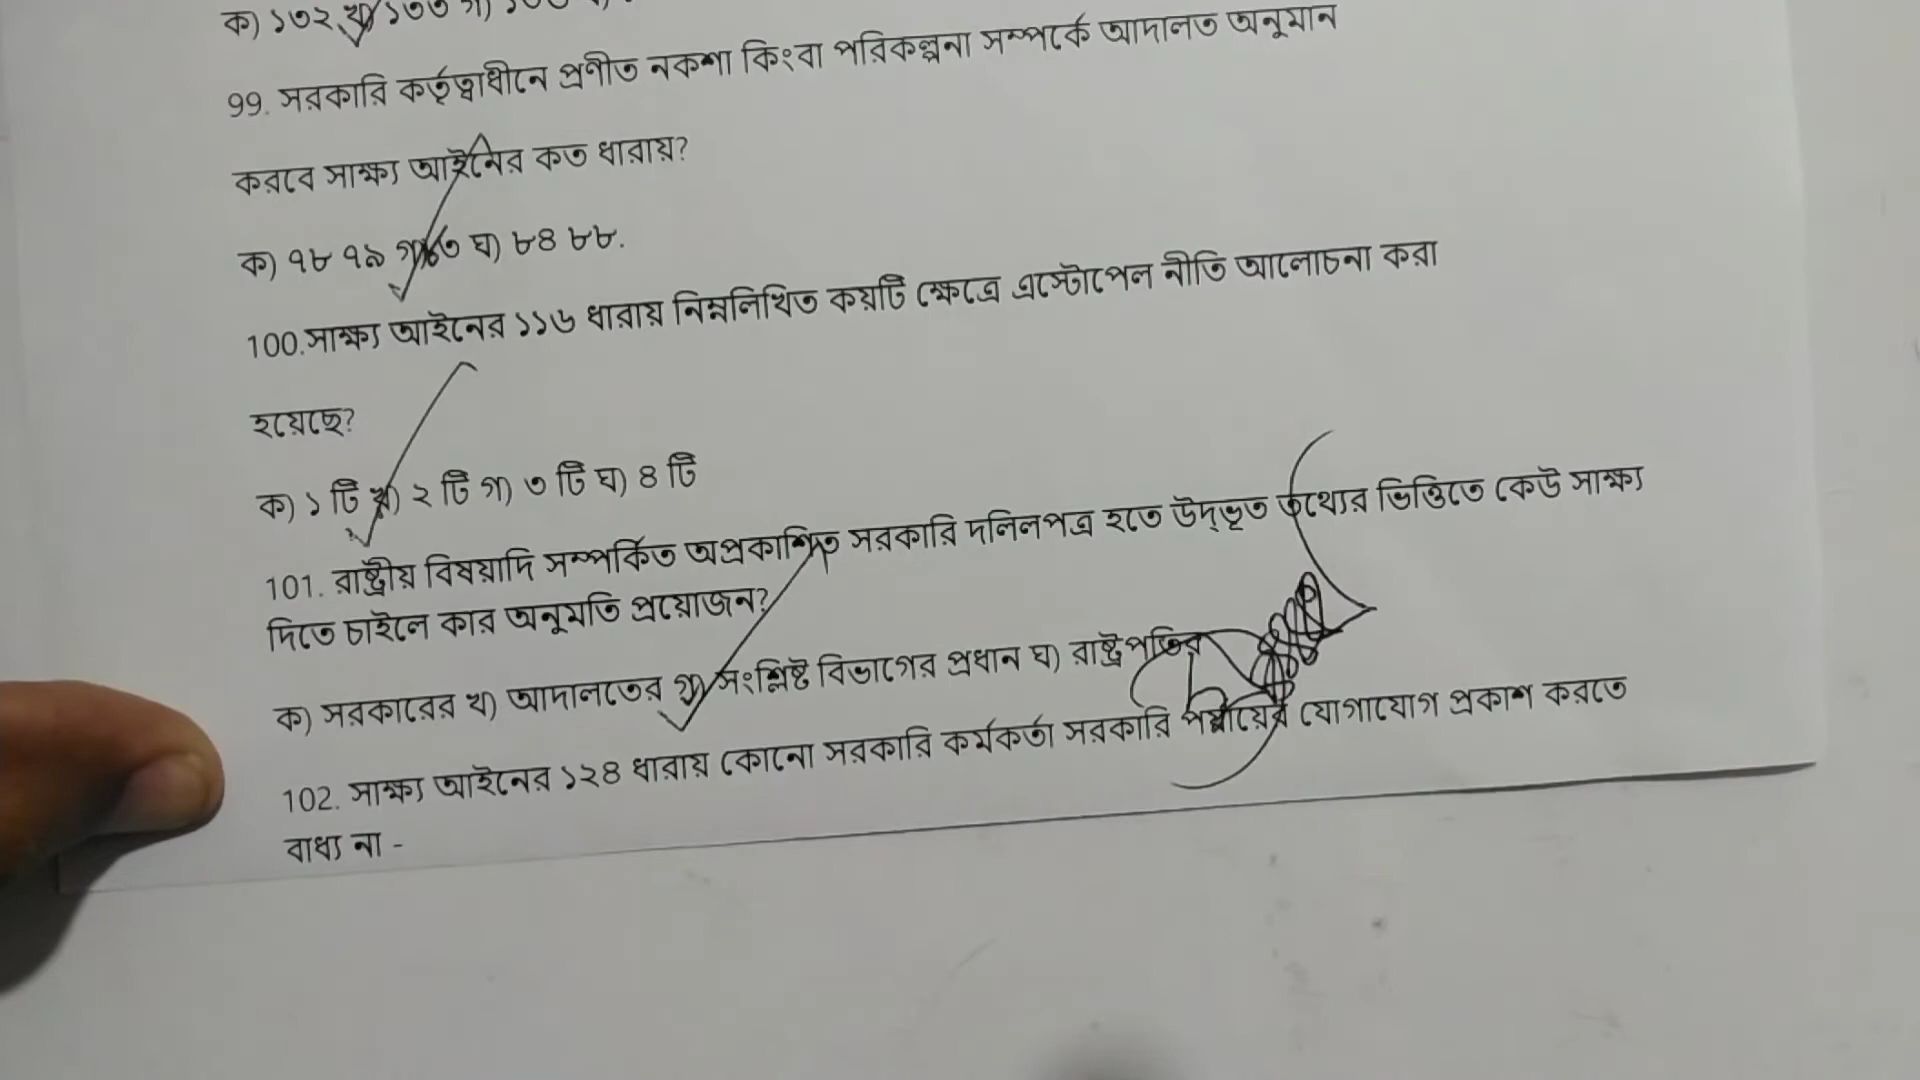 ক) ১৩২ খ) ১৩৩ গ)
99. সরকারি কর্তৃত্বাধীনে প্রণীত নকশা কিংবা পরিকল্পনা সম্পর্কে আদালত অনুমান
করবে সাক্ষ্য আইনের কত ধারায়?
ক) ৭৮ ৭৯ গ) ৮৩ ঘ) ৮৪ ৮৮.
100.সাক্ষ্য আইনের ১১৬ ধারায় নিম্নলিখিত কয়টি ক্ষেত্রে এস্টোপেল নীতি আলোচনা করা
হয়েছে?
ক) ১ টি খ) ২ টি গ) ৩ টি ঘ) ৪ টি
101. রাষ্ট্রীয় বিষয়াদি সম্পর্কিত অপ্রকাশিত সরকারি দলিলপত্র হতে উদ্ভূত তথ্যের ভিত্তিতে কেউ সাক্ষ্য
দিতে চাইলে কার অনুমতি প্রয়োজন?
ক) সরকারের খ) আদালতের গ) সংশ্লিষ্ট বিভাগের প্রধান ঘ) রাষ্ট্রপতির
102. সাক্ষ্য আইনের ১২৪ ধারায় কোনো সরকারি কর্মকর্তা সরকারি পর্যায়ের যোগাযোগ প্রকাশ করতে
বাধ্য না -